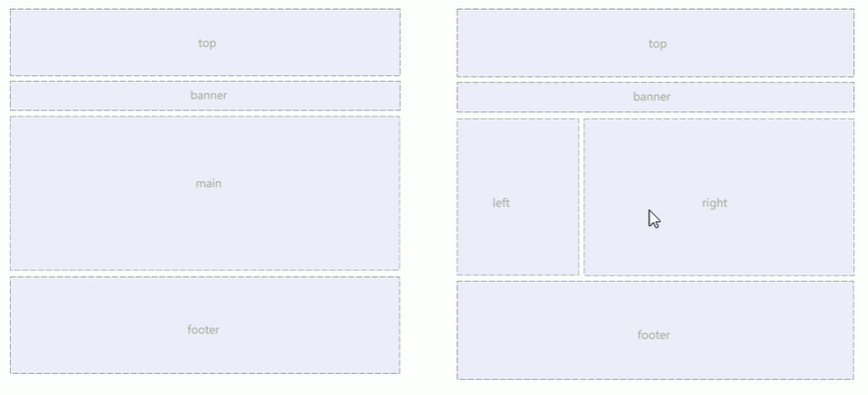 top
banner
main
footer
top
banner
left
right
footer